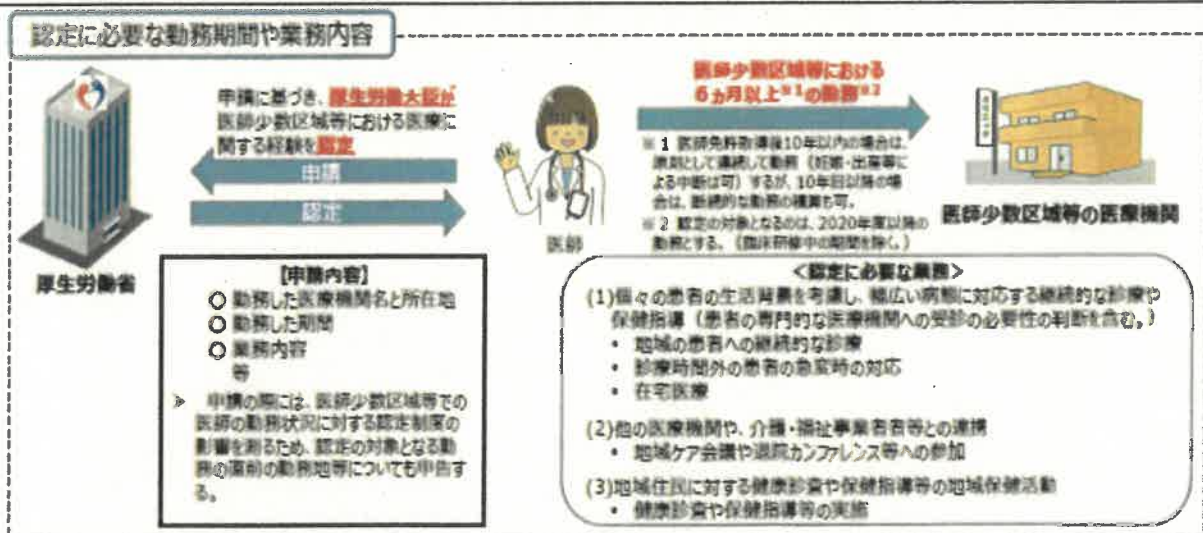 認定に必要な勤務期間や業務内容
申請に基づき、厚生労働大臣が
医師少数区域等における医療に
関する経験を認定
申請
認定
厚生労働省
医師
医師少数区域等における
6か月以上※1の勤務※2
※1 医師免許取得後10年以内の場合は、
原則として連続して勤務（妊娠・出産等に
よる中断は可）するが、10年目以降の場
合は、断続的な勤務の積算も可。
※2 認定の対象となるのは、2020年度以降の
勤務とする。（臨床研修中の期間を除く。）
医師少数区域等の医療機関
【申請内容】
○ 勤務した医療機関名と所在地
○ 勤務した期間
○ 業務内容
等
➢ 申請の際には、医師少数区域等での
医師の勤務状況に対する認定制度の
影響を測るため、認定の対象となる勤
務の直前の勤務地等についても申告す
る。
＜認定に必要な業務＞
(1)個々の患者の生活背景を考慮し、幅広い病態に対応する継続的な診療や
保健指導（患者の専門的な医療機関への受診の必要性の判断を含む。）
• 地域の患者への継続的な診療
• 診療時間外の患者の急変時の対応
• 在宅医療
(2)他の医療機関や、介護・福祉事業者者等との連携
• 地域ケア会議や退院カンファレンス等への参加
(3)地域住民に対する健康診査や保健指導等の地域保健活動
• 健康診査や保健指導等の実施